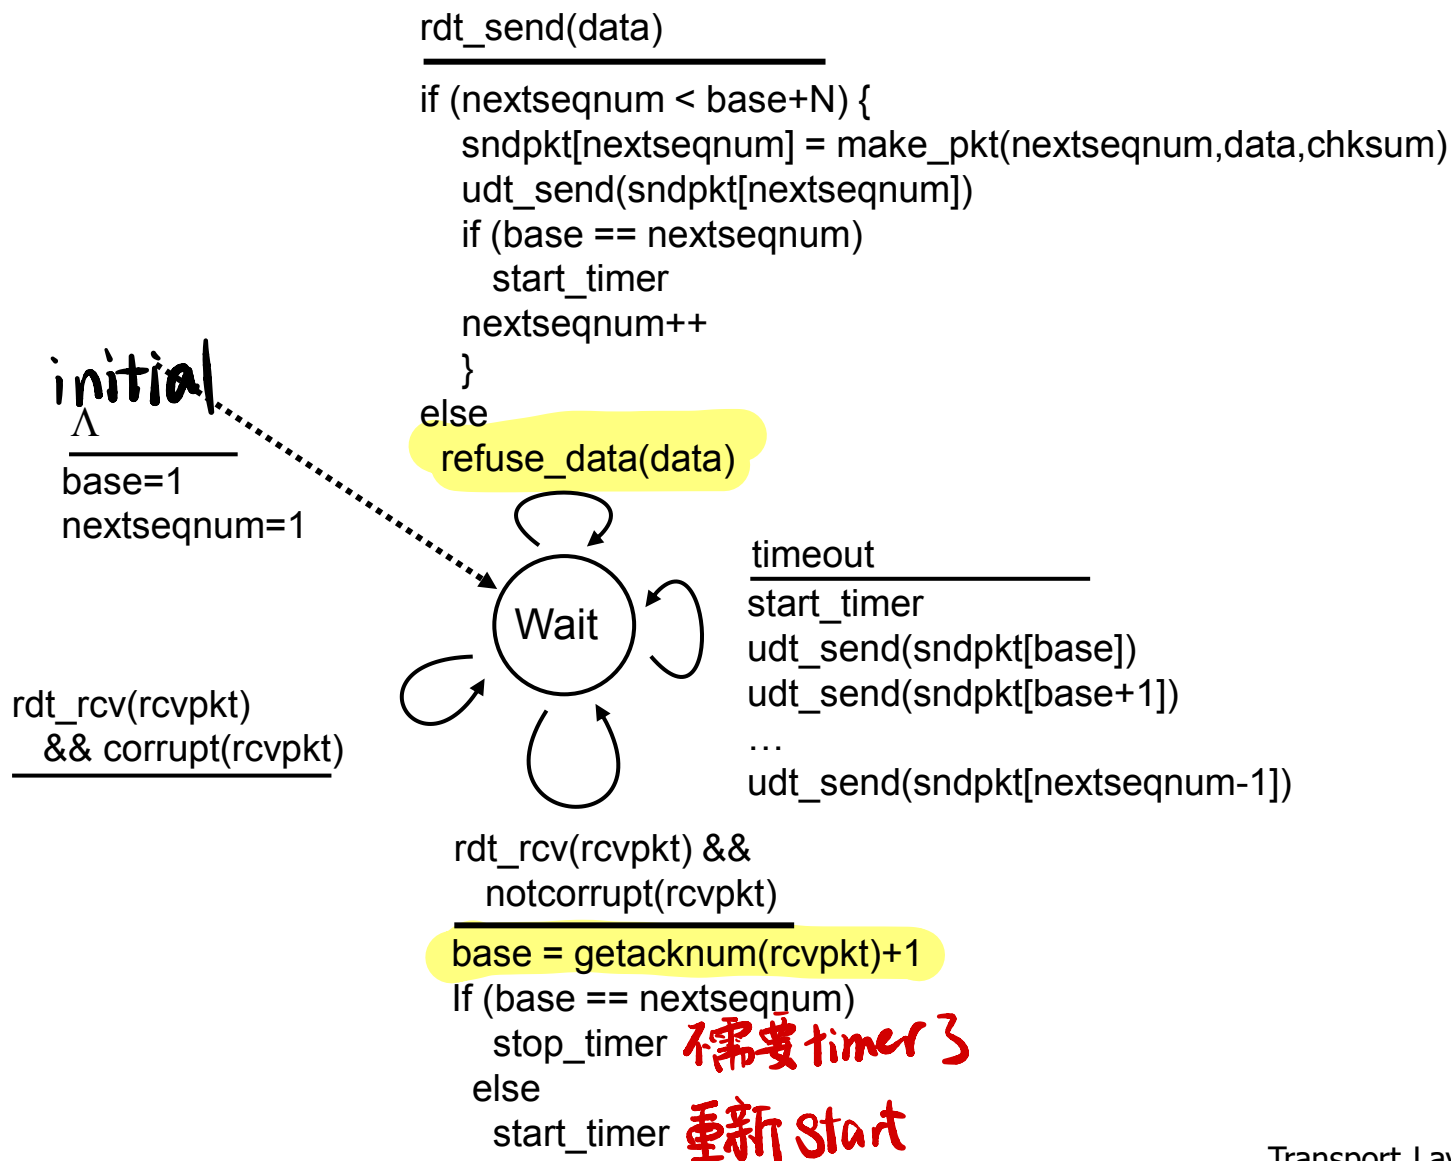 rdt_send(data)
if (nextseqnum < base+N) {
sndpkt[nextseqnum] = make_pkt(nextseqnum,data,chksum)
udt_send(sndpkt[nextseqnum])
if (base == nextseqnum)
start_timer
nextseqnum++
}
else
refuse_data(data)
initial
Λ
base=1
nextseqnum=1
Wait
timeout
start_timer
udt_send(sndpkt[base])
udt_send(sndpkt[base+1])
…
udt_send(sndpkt[nextseqnum-1])
rdt_rcv(rcvpkt)
&& corrupt(rcvpkt)
rdt_rcv(rcvpkt) &&
notcorrupt(rcvpkt)
base = getacknum(rcvpkt)+1
If (base == nextseqnum)
stop_timer 不需要timer了
else
start_timer 重新start
Transport